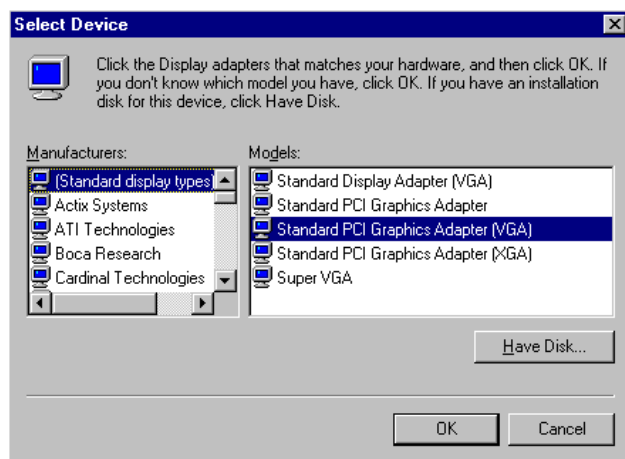 Select Device
Click the Display adapters that matches your hardware, and then click OK. If
you don't know which model you have, click OK. If you have an installation
disk for this device, click Have Disk.
Manufacturers:
(Standard display types)
Actix Systems
ATI Technologies
Boca Research
Cardinal Technologies
Models:
Standard Display Adapter (VGA)
Standard PCI Graphics Adapter
Standard PCI Graphics Adapter (VGA)
Standard PCI Graphics Adapter (XGA)
Super VGA
Have Disk...
OK
Cancel